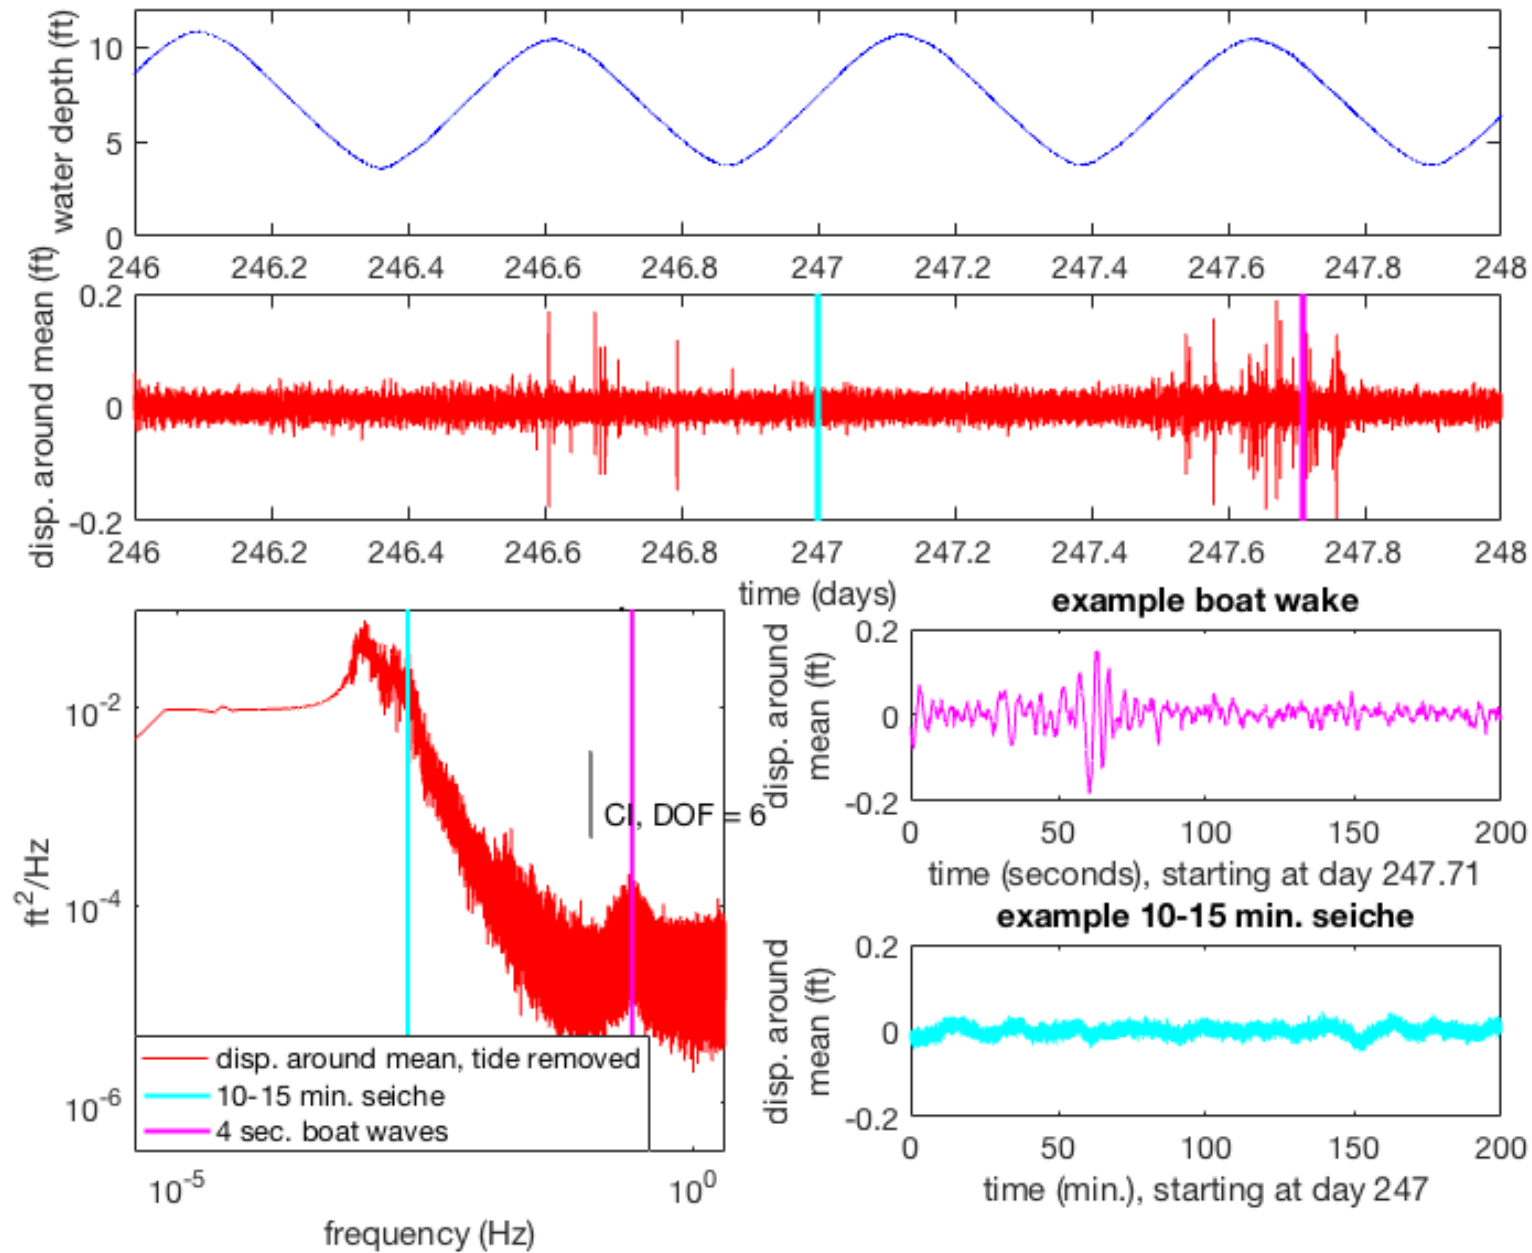 water depth (ft)
10
5
0
246 246.2 246.4 246.6 246.8 247 247.2 247.4 247.6 247.8 248
disp. around mean (ft)
0.2
0
-0.2
246 246.2 246.4 246.6 246.8 247 247.2 247.4 247.6 247.8 248
time (days)
ft²/Hz
10⁻²
10⁻⁴
10⁻⁶
CI, DOF = 6
disp. around mean, tide removed
10-15 min. seiche
4 sec. boat waves
10⁻⁵ 10⁰
frequency (Hz)
example boat wake
disp. around
mean (ft)
0.2
0
-0.2
0 50 100 150 200
time (seconds), starting at day 247.71
example 10-15 min. seiche
disp. around
mean (ft)
0.2
0
-0.2
0 50 100 150 200
time (min.), starting at day 247